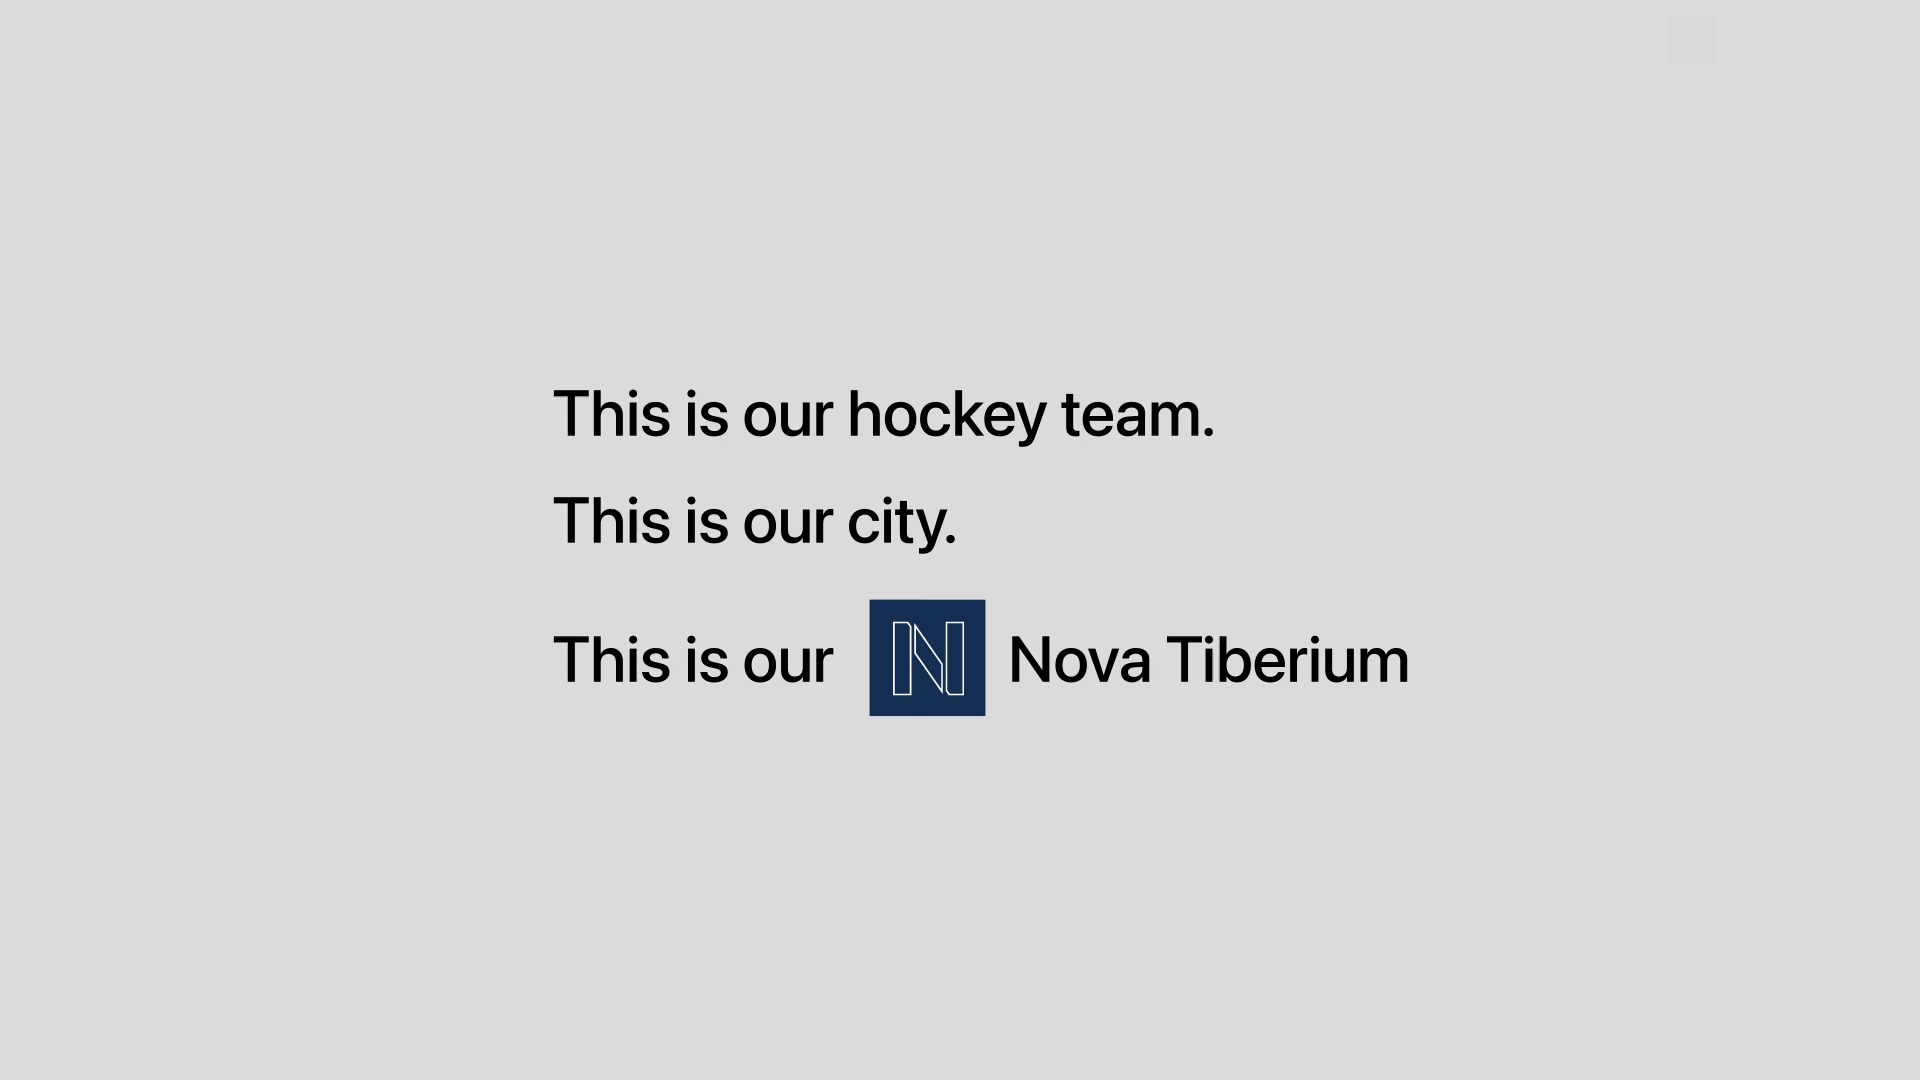 This is our hockey team.
This is our city.
This is our N Nova Tiberium